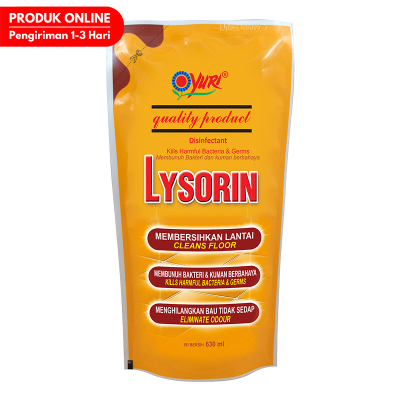 PRODUK ONLINE
Pengiriman 1-3 Hari
YURI®
quality product
Disinfectant
Kills Harmful Bacteria & Germs
Membunuh Bakteri dan kuman berbahaya
LYSORIN
MEMBERSIHKAN LANTAI
CLEANS FLOOR
MEMBUNUH BAKTERI & KUMAN BERBAHAYA
KILLS HARMFUL BACTERIA & GERMS
MENGHILANGKAN BAU TIDAK SEDAP
ELIMINATE ODOUR
ISI BERSIH 630 ml